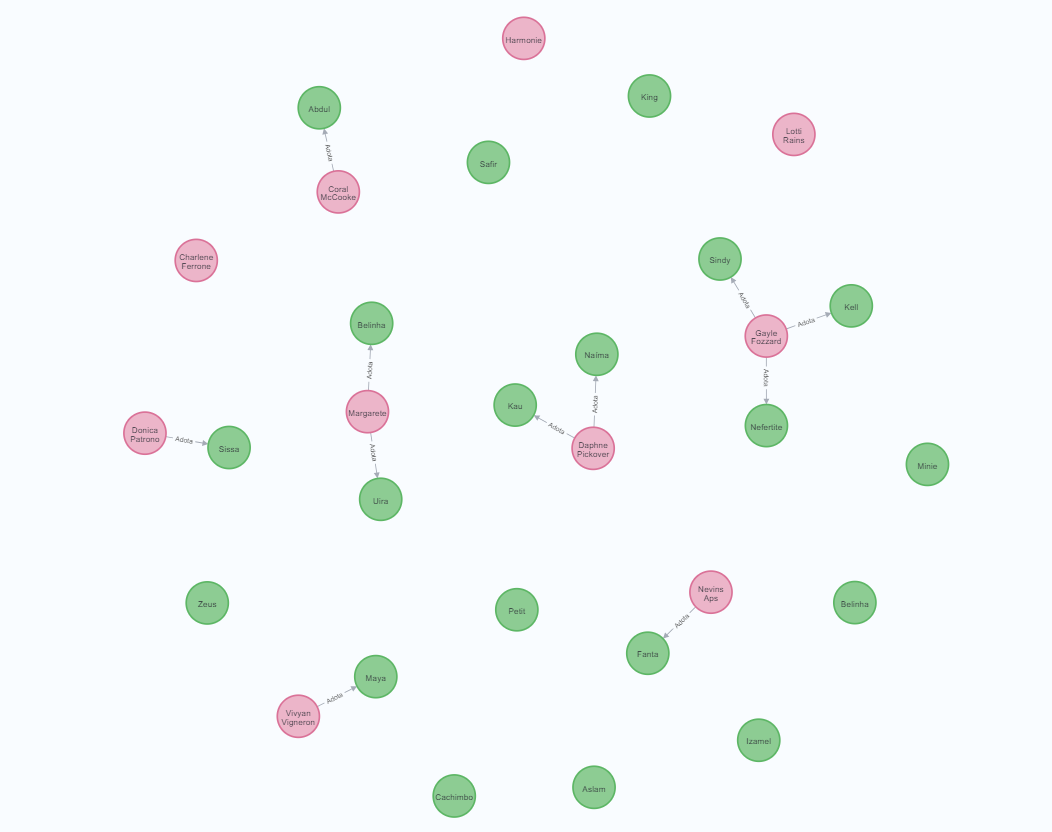 Harmonie
King
Abdul
Lotti
Rains
Adota
Safir
Coral
McCooke
Charlene
Ferrone
Sindy
Adota
Kell
Adota
Gayle
Fozzard
Belinha
Naíma
Adota
Adota
Nefertite
Adota
Kau
Adota
Adota
Margarete
Donica
Patrono
Adota
Sissa
Adota
Daphne
Pickover
Minie
Uira
Nevins
Aps
Zeus
Petit
Belinha
Adota
Fanta
Maya
Adota
Vivyan
Vigneron
Izamel
Aslam
Cachimbo